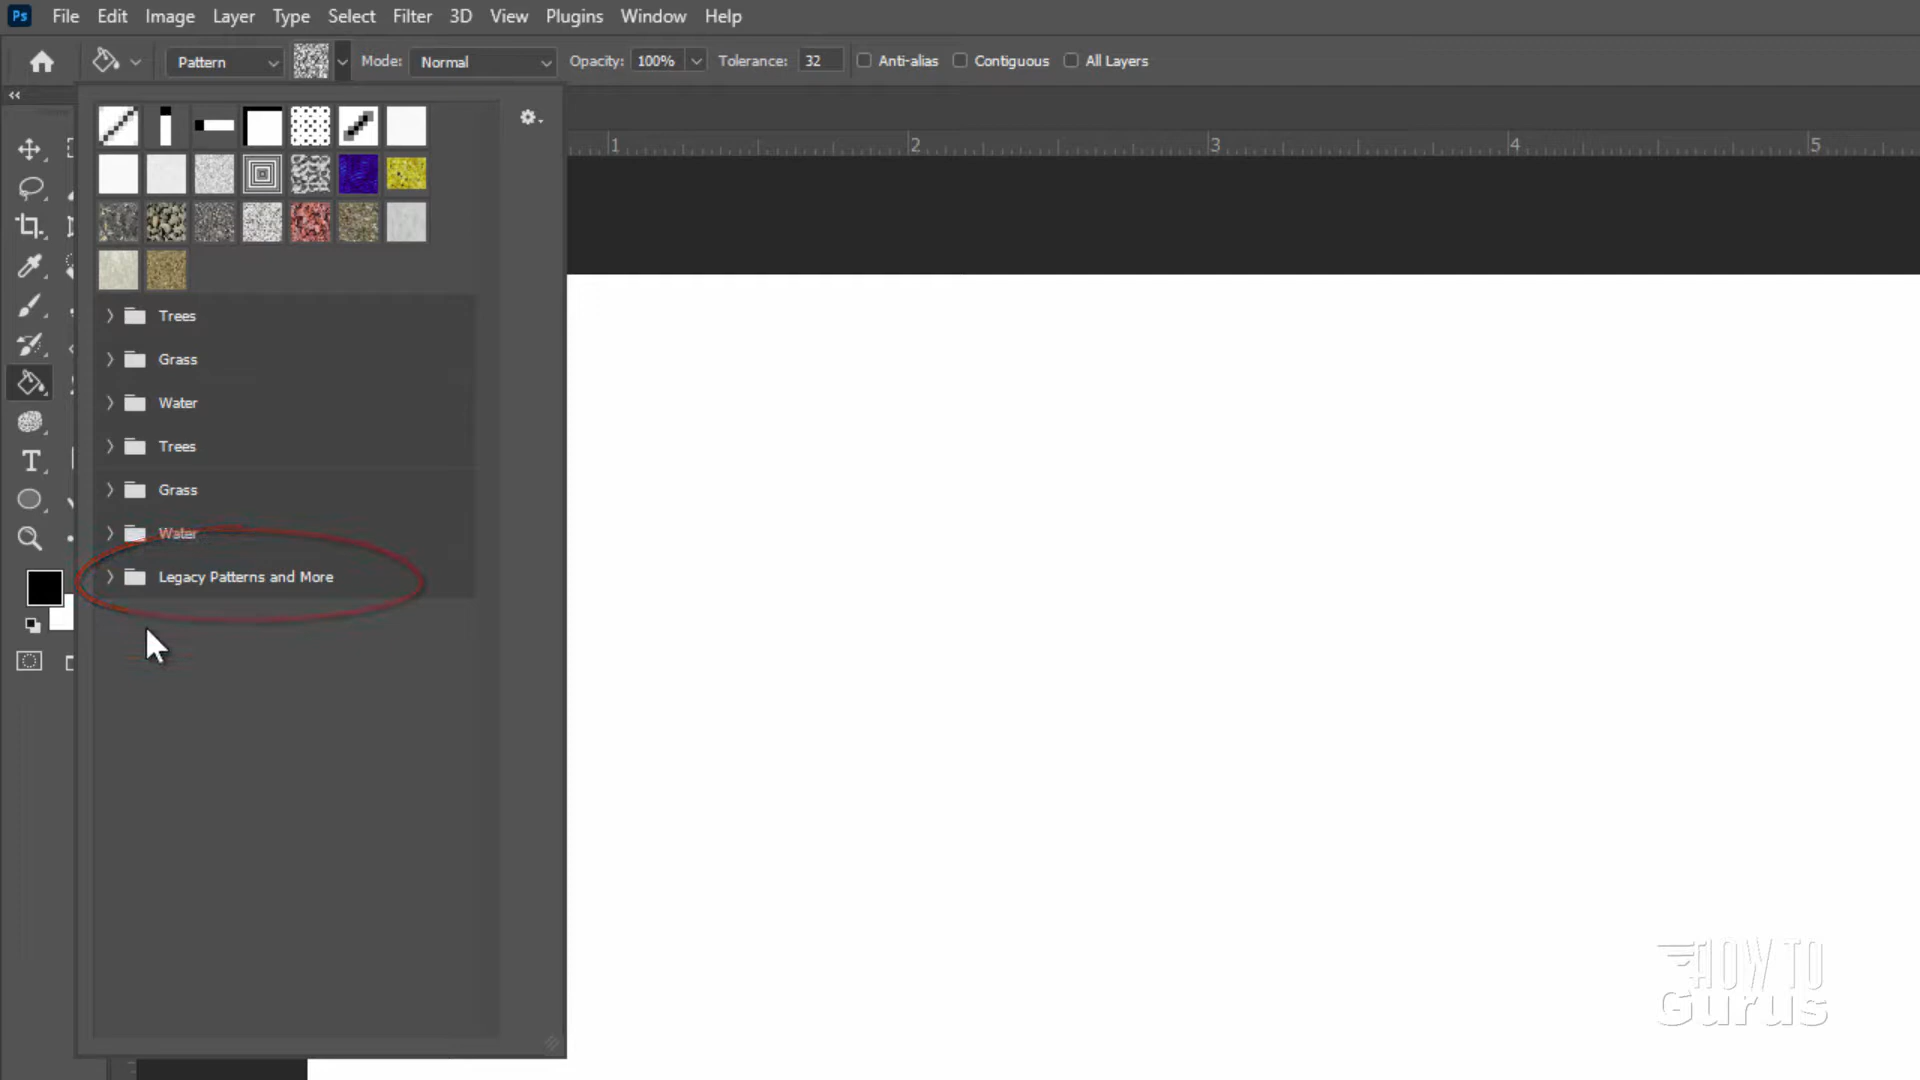 Ps File Edit Image Layer Type Select Filter 3D View Plugins Window Help
Pattern Mode: Normal Opacity: 100% Tolerance: 32 Anti-alias Contiguous All Layers
1 2 3 4 5
Trees
Grass
Water
Trees
Grass
Water
Legacy Patterns and More
T
HOW TO
Gurus